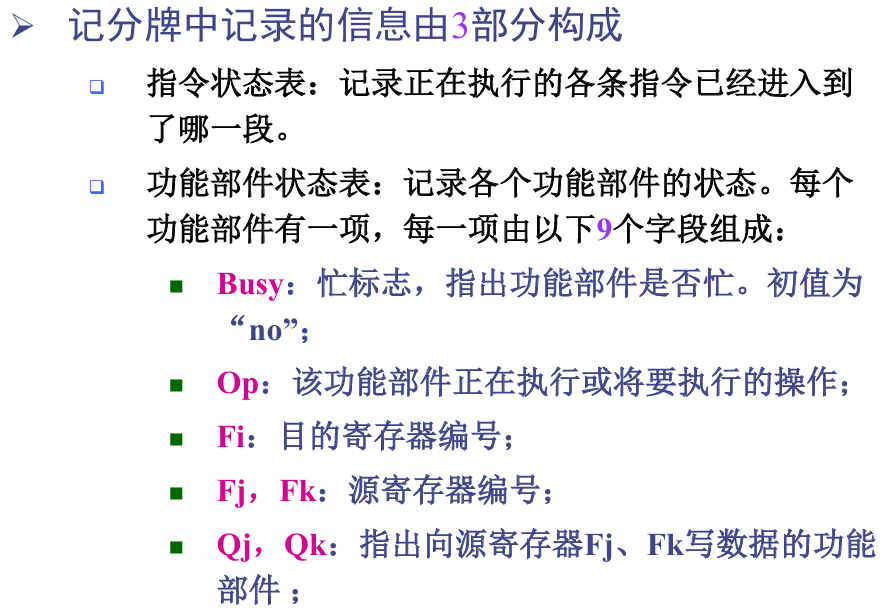 记分牌中记录的信息由3部分构成
指令状态表：记录正在执行的各条指令已经进入到
了哪一段。
功能部件状态表：记录各个功能部件的状态。每个
功能部件有一项，每一项由以下9个字段组成：
Busy：忙标志，指出功能部件是否忙。初值为
“no”；
Op：该功能部件正在执行或将要执行的操作；
Fi：目的寄存器编号；
Fj，Fk：源寄存器编号；
Qj，Qk：指出向源寄存器Fj、Fk写数据的功能
部件 ；